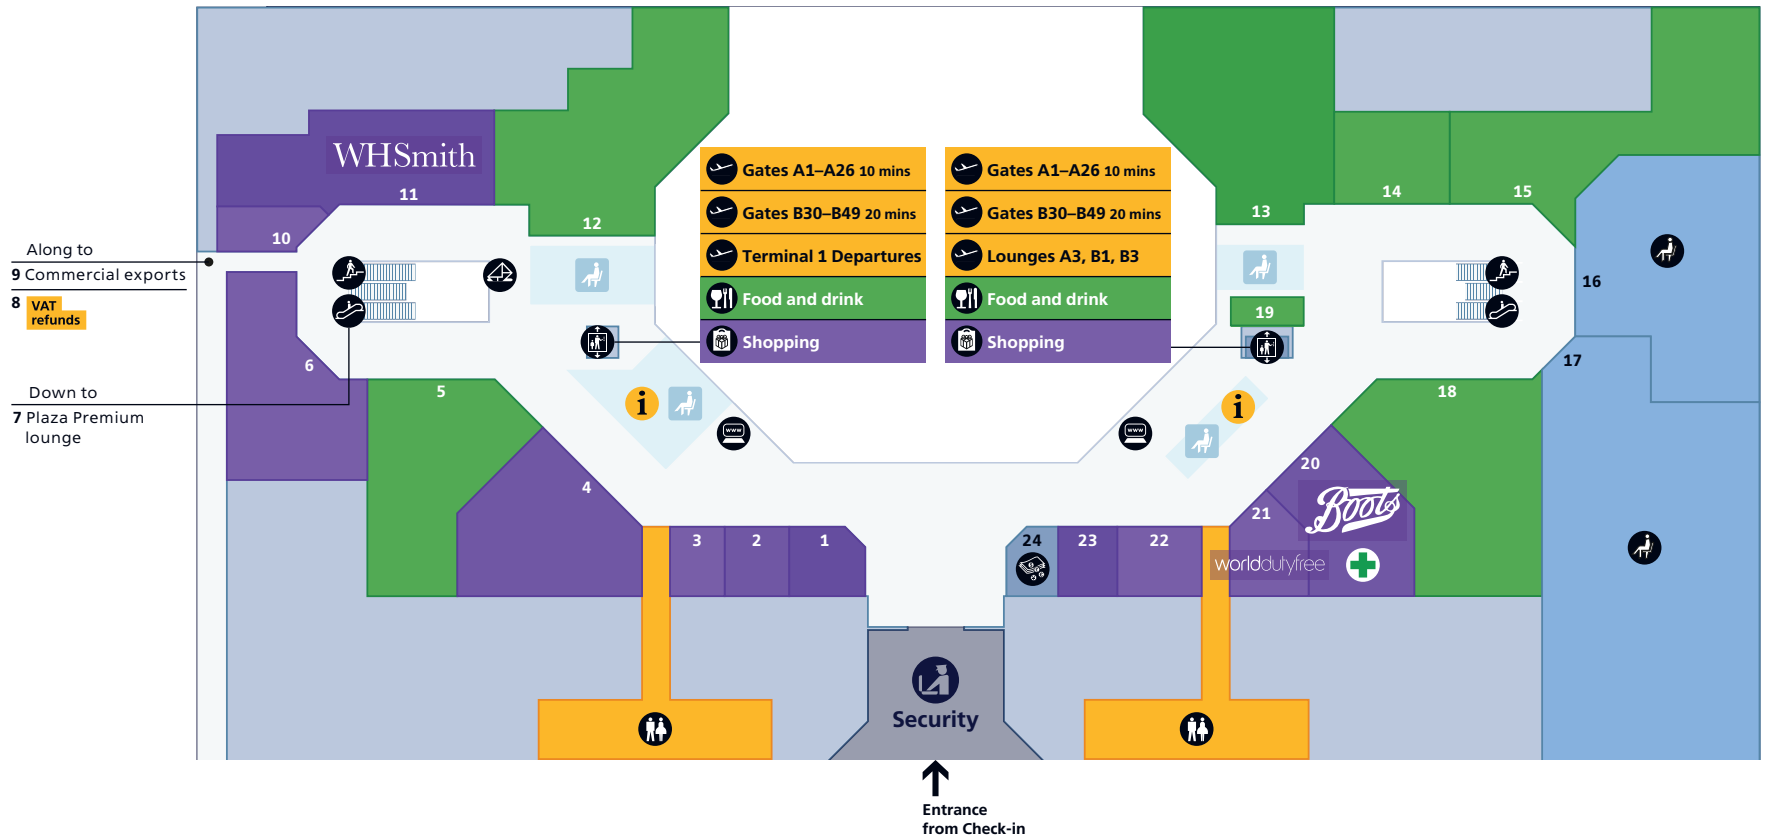 WHSmith
11
12
10
Along to
9 Commercial exports
8 VAT
refunds
6
5
Down to
7 Plaza Premium
lounge
4
3
2
1
Gates A1–A26 10 mins
Gates B30–B49 20 mins
Terminal 1 Departures
Food and drink
Shopping
Gates A1–A26 10 mins
Gates B30–B49 20 mins
Lounges A3, B1, B3
Food and drink
Shopping
i
www
www
i
13
14
15
16
19
17
18
20
Boots
21
worlddutyfree
24
23
22
Security
Entrance
from Check-in